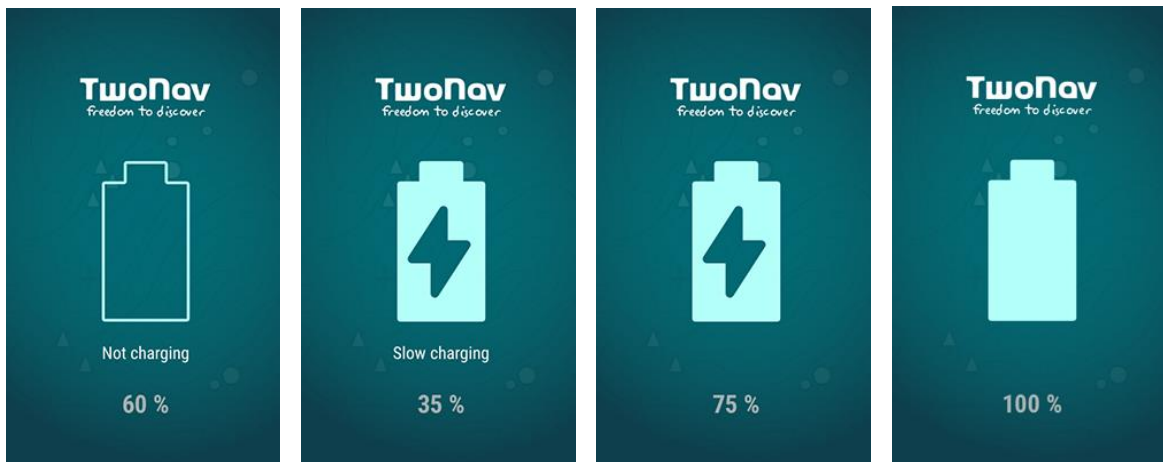 TwoNav
freedom to discover
Not charging
60 %
TwoNav
freedom to discover
Slow charging
35 %
TwoNav
freedom to discover
75 %
TwoNav
freedom to discover
100 %